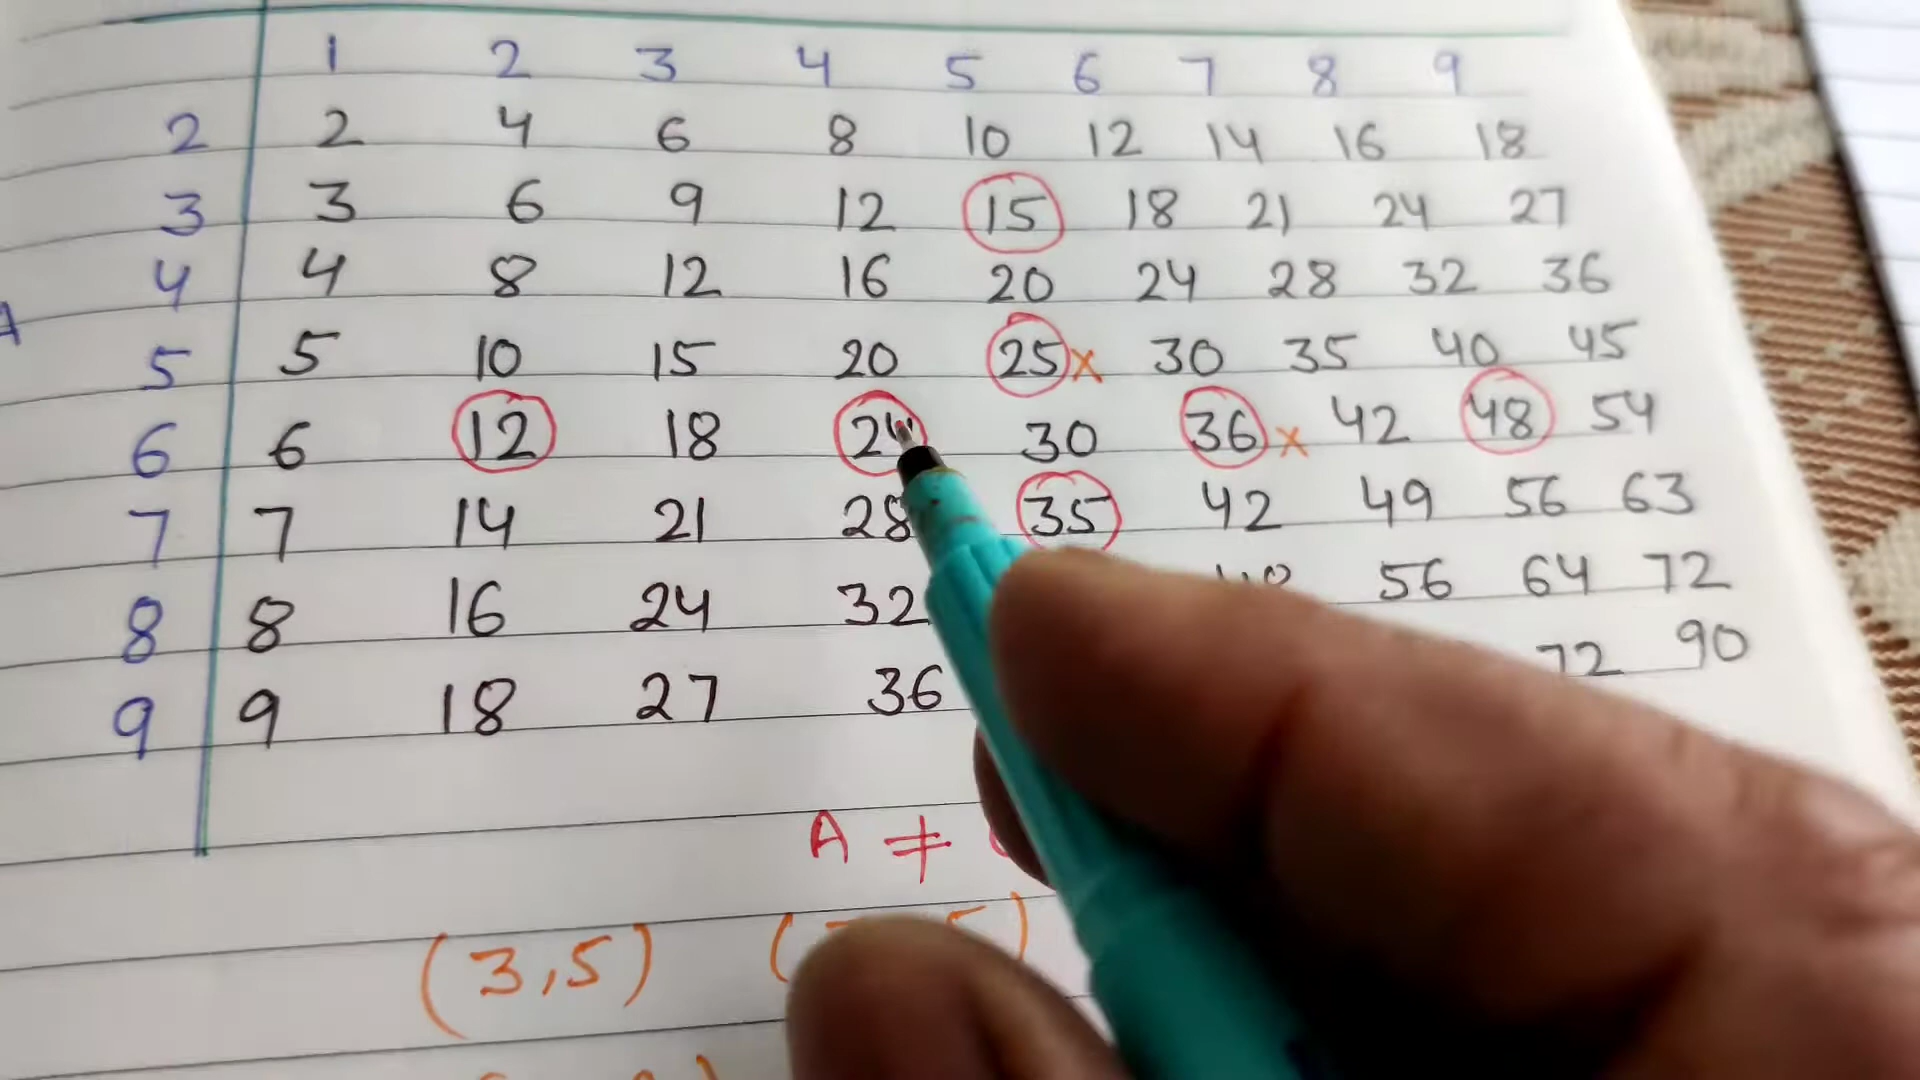 1 2 3 4 5 6 7 8 9
2 2 4 6 8 10 12 14 16 18
3 3 6 9 12 15 18 21 24 27
4 4 8 12 16 20 24 28 32 36
A
5 5 10 15 20 25 x 30 35 40 45
6 6 12 18 24 30 36 x 42 48 54
7 7 14 21 28 35 42 49 56 63
8 8 16 24 32 56 64 72
9 9 18 27 36 72 90
A ≠
(3,5)